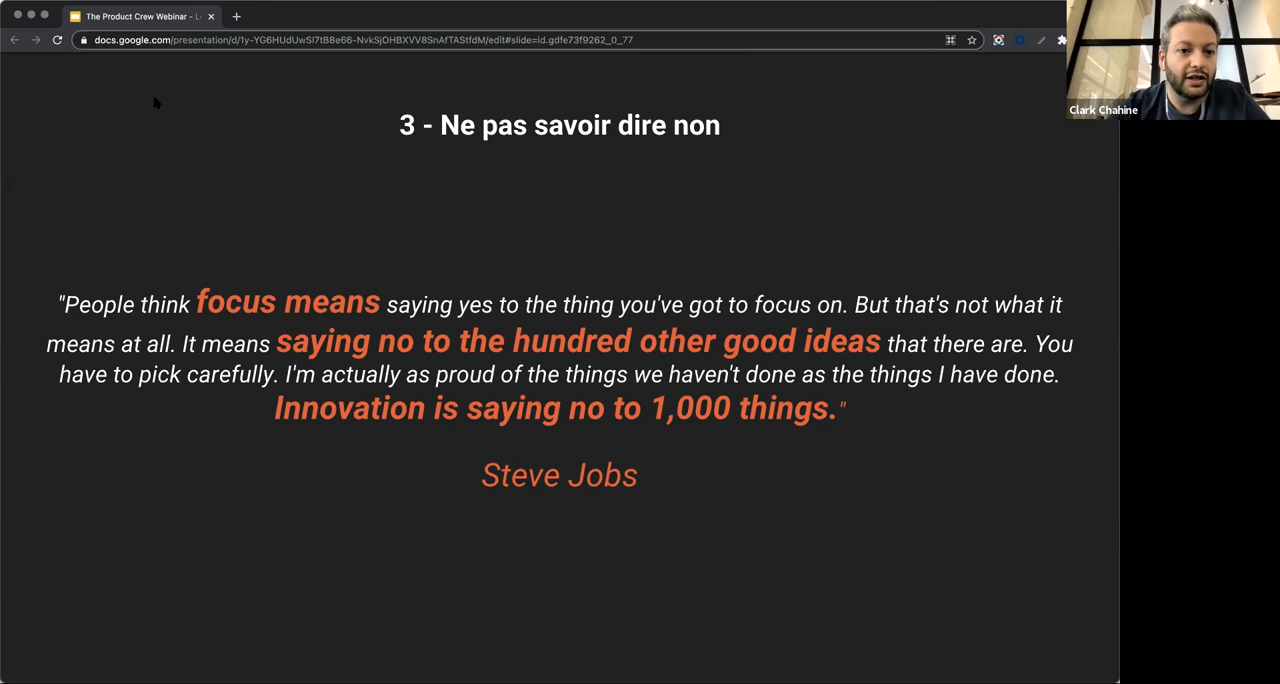 The Product Crew Webinar - L
docs.google.com/presentation/d/1y-YG6HUdUwSI7tB8e66-NvkSjOHBXVV8SnAfTAStfdM/edit#slide=id.gdfe73f9262_0_77
Clark Chahine
3 - Ne pas savoir dire non
"People think focus means saying yes to the thing you've got to focus on. But that's not what it
means at all. It means saying no to the hundred other good ideas that there are. You
have to pick carefully. I'm actually as proud of the things we haven't done as the things I have done.
Innovation is saying no to 1,000 things."
Steve Jobs